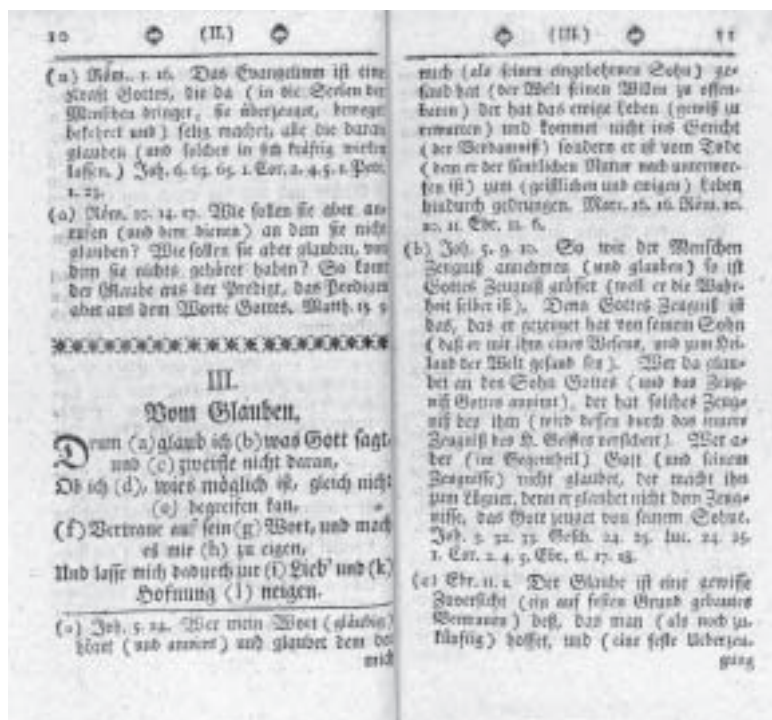 10 (II.)
(n) Röm. 1. 16. Das Evangelium ist eine
Kraft Gottes, die da (in die Seelen der
Menschen dringet, sie überzeuget, beweget
bekehret und) selig machet, alle die daran
glauben (und solches in sich kräftig wirken
lassen.) Joh. 6. 63. 65. 1. Cor. 2. 4. 5. 1. Petr.
1. 23.
(o) Röm. 10. 14. 17. Wie sollen sie aber an-
rufen (und dem dienen) an dem sie nicht
glauben? Wie sollen sie aber glauben, von
dem sie nichts gehöret haben? So komt
der Glaube aus der Predigt, das Predigen
aber aus dem Worte Gottes. Matth. 13
III.
Vom Glauben.
Drum (a) glaub ich (b) was Gott sagt
und (c) zweifle nicht daran,
Ob ich (d), wies möglich ist, gleich nicht
(e) begreifen kan,
(f) Vertraue auf sein (g) Wort, und mach
es mir (h) zu eigen,
Und lasse mich dadurch zur (i) Lieb' und (k)
Hofnung (l) neigen.
(a) Joh. 5. 24. Wer mein Wort (gläubig)
höret (und annimt) und glaubet dem der
mich
(III.) 11
mich (als seinen eingebohrnen Sohn) ge-
sand hat (der Welt seinen Willen zu offen-
baren) der hat das ewige Leben (gewiß zu
erwarten) und kommet nicht ins Gericht
(der Verdamniß) sondern er ist vom Tode
(dem er der sündlichen Natur nach unterwor-
fen ist) zum (geistlichen und ewigen) Leben
hindurch gedrungen. Marc. 16. 16. Röm. 10.
10. 11. Ebr. 11. 6.
(b) Joh. 5. 9. 10. So wir der Menschen
Zeugniß annehmen (und glauben) so ist
Gottes Zeugniß größer (weil er die Wahr-
heit selber ist). Denn Gottes Zeugniß ist
das, das er gezeuget hat von seinem Sohn
(daß er mit ihm eines Wesens, und zum Hei-
land der Welt gesand sey). Wer da glau-
bet an den Sohn Gottes (und das Zeug-
niß Gottes annimt), der hat solches Zeug-
niß bey ihm (wird dessen durch das innere
Zeugniß des H. Geistes versichert). Wer a-
ber (im Gegentheil) Gott (und seinem
Zeugnisse) nicht glaubet, der macht ihn
zum Lügner, denn er glaubet nicht dem Zeug-
nisse, das Gott zeuget von seinem Sohne.
Joh. 3. 32. 33. Gesch. 24. 25. Luc. 24. 25.
1. Cor. 2. 4. 5. Ebr. 6. 17. 18.
(c) Ebr. 11. 1. Der Glaube ist eine gewisse
Zuversicht (ein auf festen Grund gebautes
Vertrauen) deß, das man (als noch zu-
künftig) hoffet, und (eine feste Ueberzeu-
gung